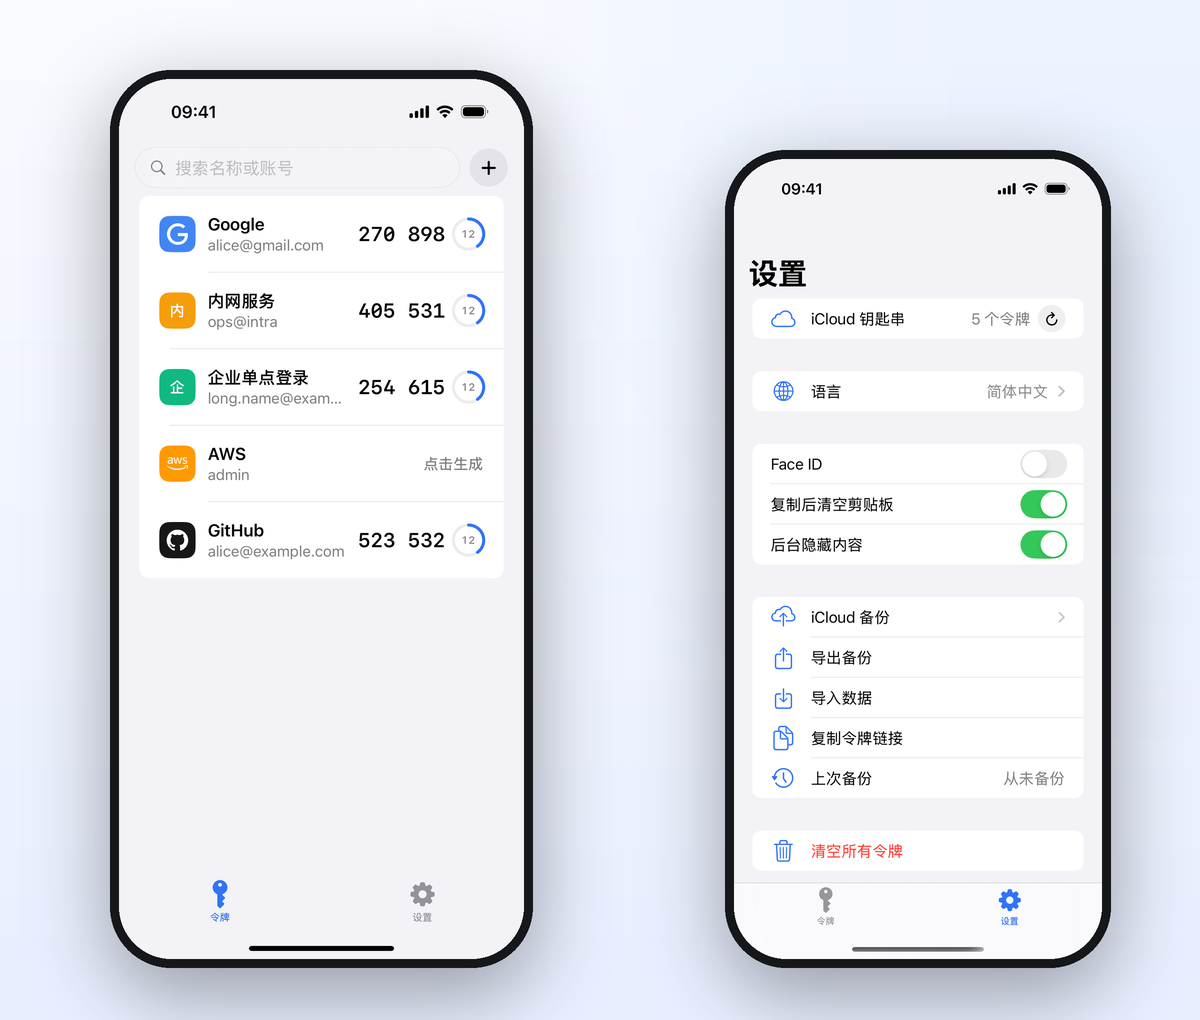 09:41
搜索名称或账号
Google
alice@gmail.com
270 898
12
内
内网服务
ops@intra
405 531
12
企
企业单点登录
long.name@exam...
254 615
12
aws
AWS
admin
点击生成
GitHub
alice@example.com
523 532
12
令牌
设置
09:41
设置
iCloud 钥匙串
5 个令牌
语言
简体中文
Face ID
复制后清空剪贴板
后台隐藏内容
iCloud 备份
导出备份
导入数据
复制令牌链接
上次备份
从未备份
清空所有令牌
令牌
设置